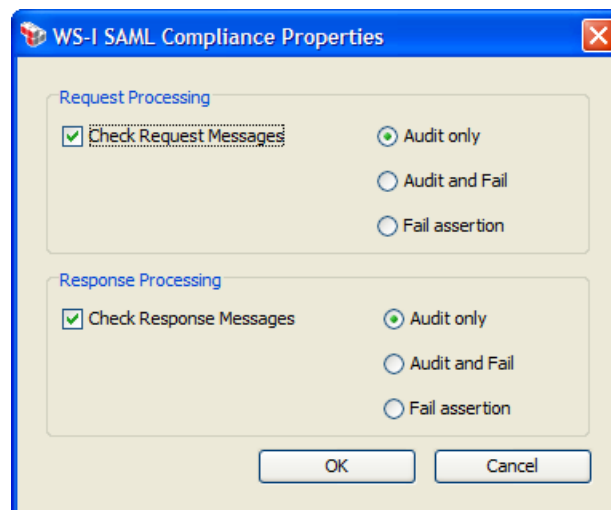 WS-I SAML Compliance Properties
Request Processing
Check Request Messages
Audit only
Audit and Fail
Fail assertion
Response Processing
Check Response Messages
Audit only
Audit and Fail
Fail assertion
OK
Cancel